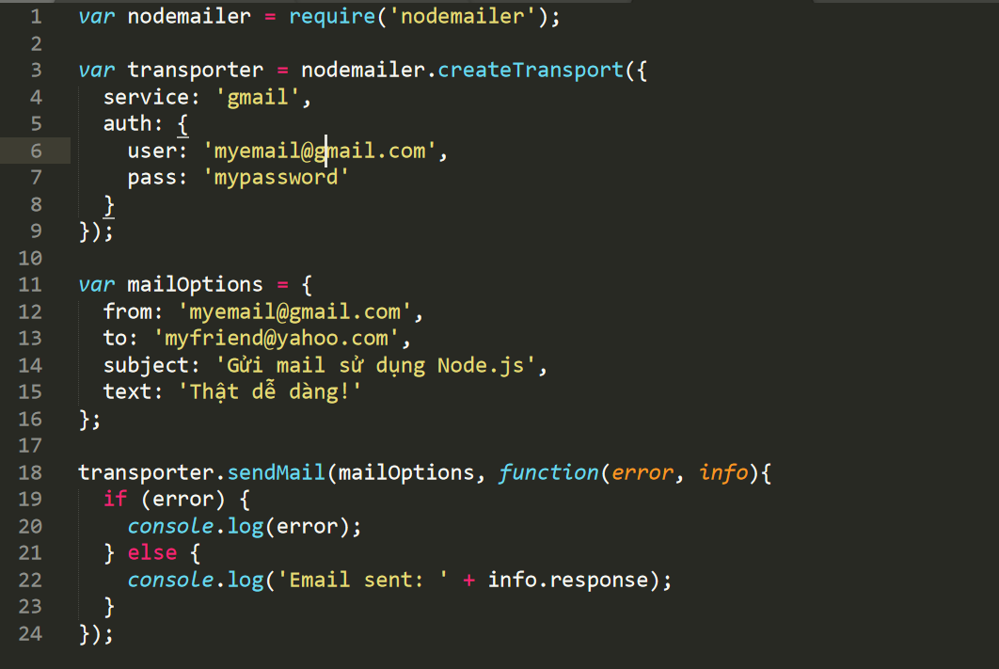 1 var nodemailer = require('nodemailer');
2
3 var transporter = nodemailer.createTransport({
4   service: 'gmail',
5   auth: {
6     user: 'myemail@gmail.com',
7     pass: 'mypassword'
8   }
9 });
10
11 var mailOptions = {
12   from: 'myemail@gmail.com',
13   to: 'myfriend@yahoo.com',
14   subject: 'Gửi mail sử dụng Node.js',
15   text: 'Thật dễ dàng!'
16 };
17
18 transporter.sendMail(mailOptions, function(error, info){
19   if (error) {
20     console.log(error);
21   } else {
22     console.log('Email sent: ' + info.response);
23   }
24 });